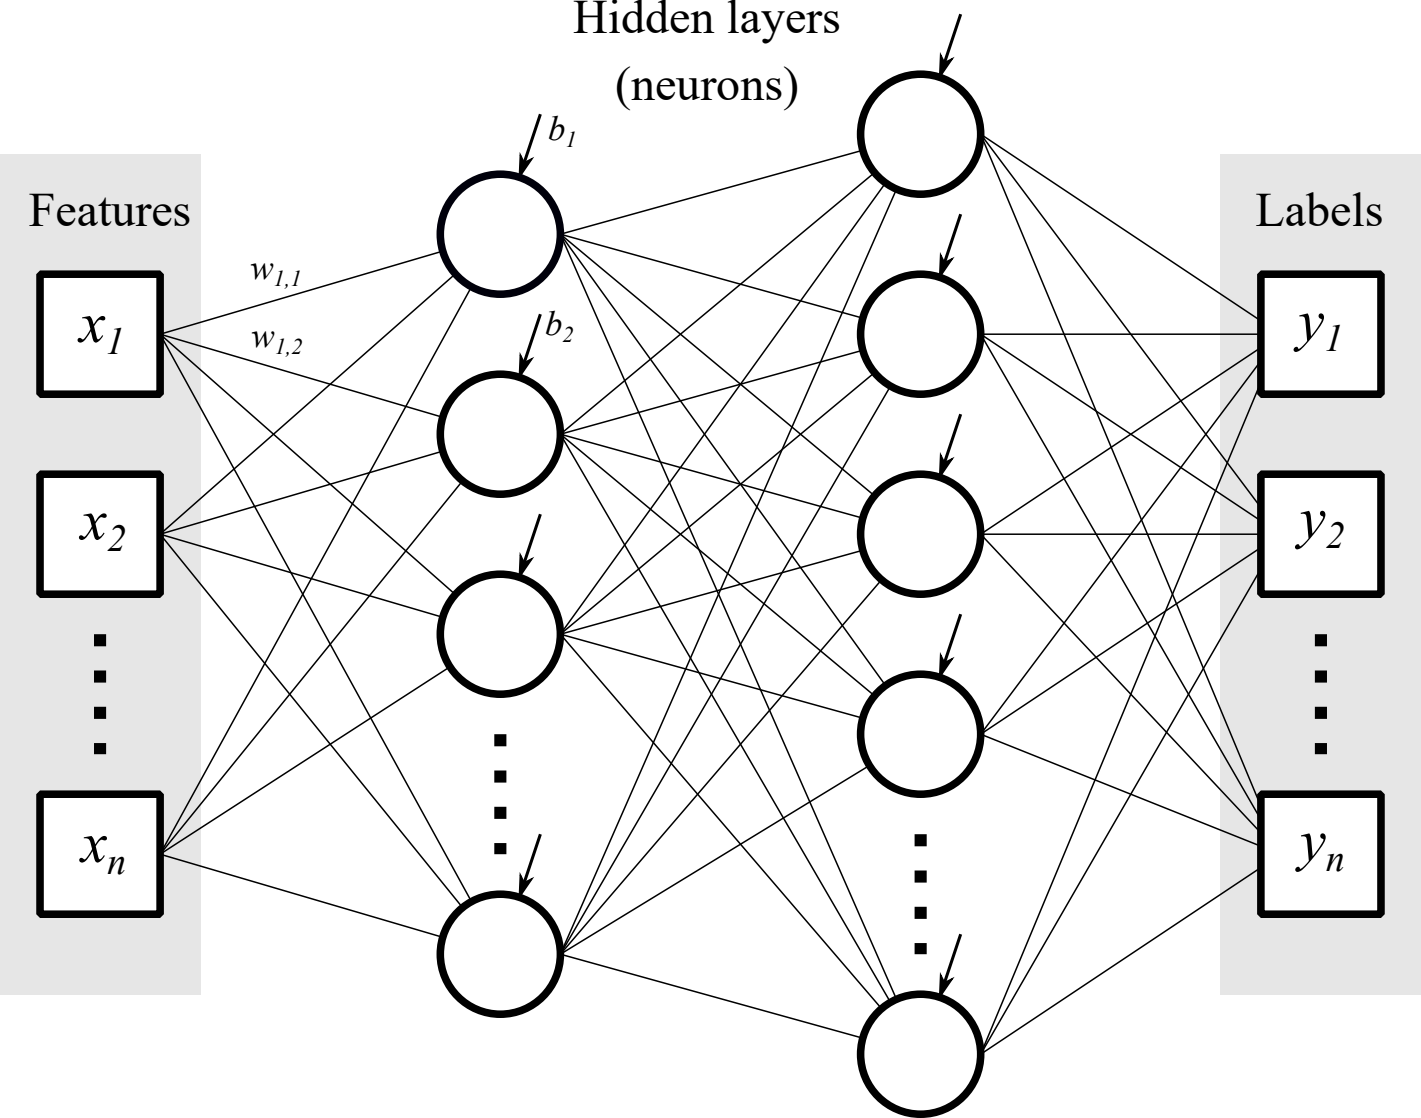 Hidden layers
(neurons)
b1
Features
Labels
w1,1
x1
w1,2
b2
y1
x2
y2
xn
yn